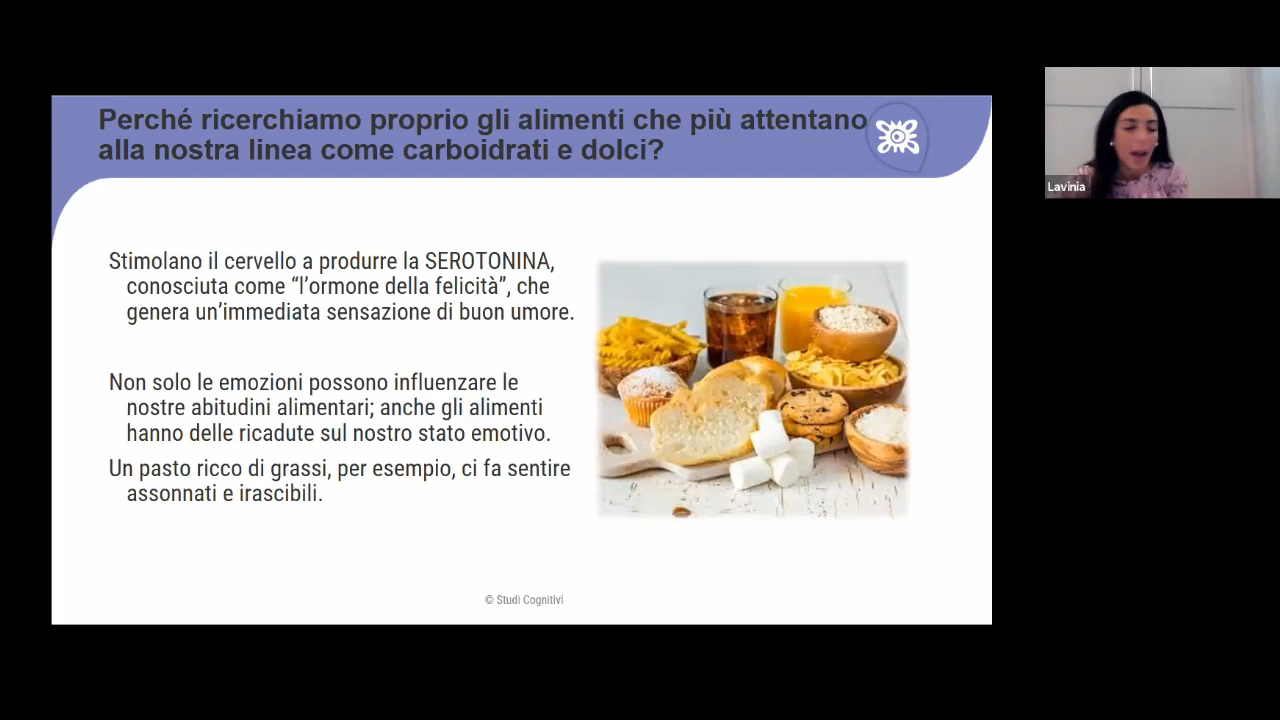 Perché ricerchiamo proprio gli alimenti che più attentano
alla nostra linea come carboidrati e dolci?
Lavinia
Stimolano il cervello a produrre la SEROTONINA,
conosciuta come “l’ormone della felicità”, che
genera un’immediata sensazione di buon umore.
Non solo le emozioni possono influenzare le
nostre abitudini alimentari; anche gli alimenti
hanno delle ricadute sul nostro stato emotivo.
Un pasto ricco di grassi, per esempio, ci fa sentire
assonnati e irascibili.
© Studi Cognitivi